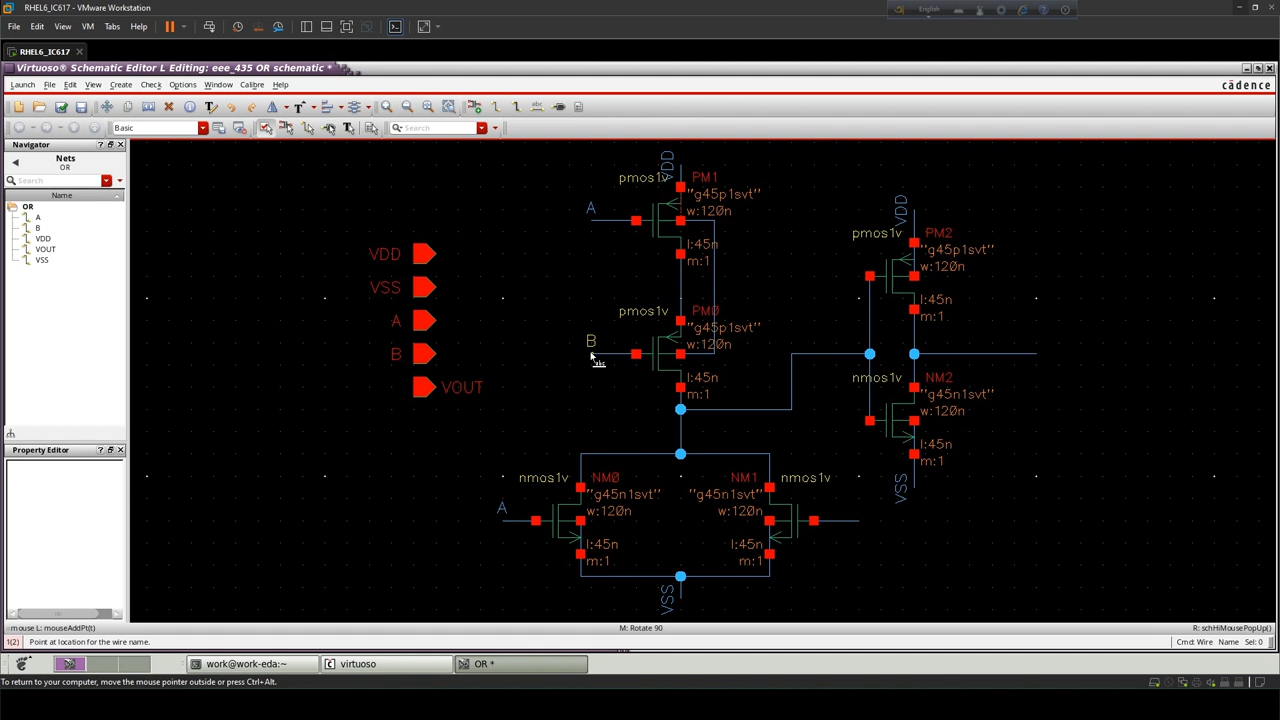 RHEL6_IC617 - VMware Workstation
English
File Edit View VM Tabs Help
RHEL6_IC617
Virtuoso® Schematic Editor L Editing: eee_435 OR schematic *
Launch File Edit View Create Check Options Window Calibre Help
cādence
Basic
Search
Navigator
Nets
OR
Search
Name
OR
A
B
VDD
VOUT
VSS
Property Editor
VDD
VSS
A
B
VOUT
VDD
pmos1v
PM1
"g45p1svt"
w:120n
l:45n
m:1
A
pmos1v
PM0
"g45p1svt"
w:120n
l:45n
m:1
B
VDD
pmos1v
PM2
"g45p1svt"
w:120n
l:45n
m:1
nmos1v
NM2
"g45n1svt"
w:120n
l:45n
m:1
VSS
nmos1v
NM0
"g45n1svt"
w:120n
l:45n
m:1
A
NM1
nmos1v
"g45n1svt"
w:120n
l:45n
m:1
VSS
mouse L: mouseAddPt(t)
M: Rotate 90
R: schHiMousePopUp()
1(2) Point at location for the wire name.
Cmd: Wire Name Sel: 0
work@work-eda:~
virtuoso
OR *
To return to your computer, move the mouse pointer outside or press Ctrl+Alt.